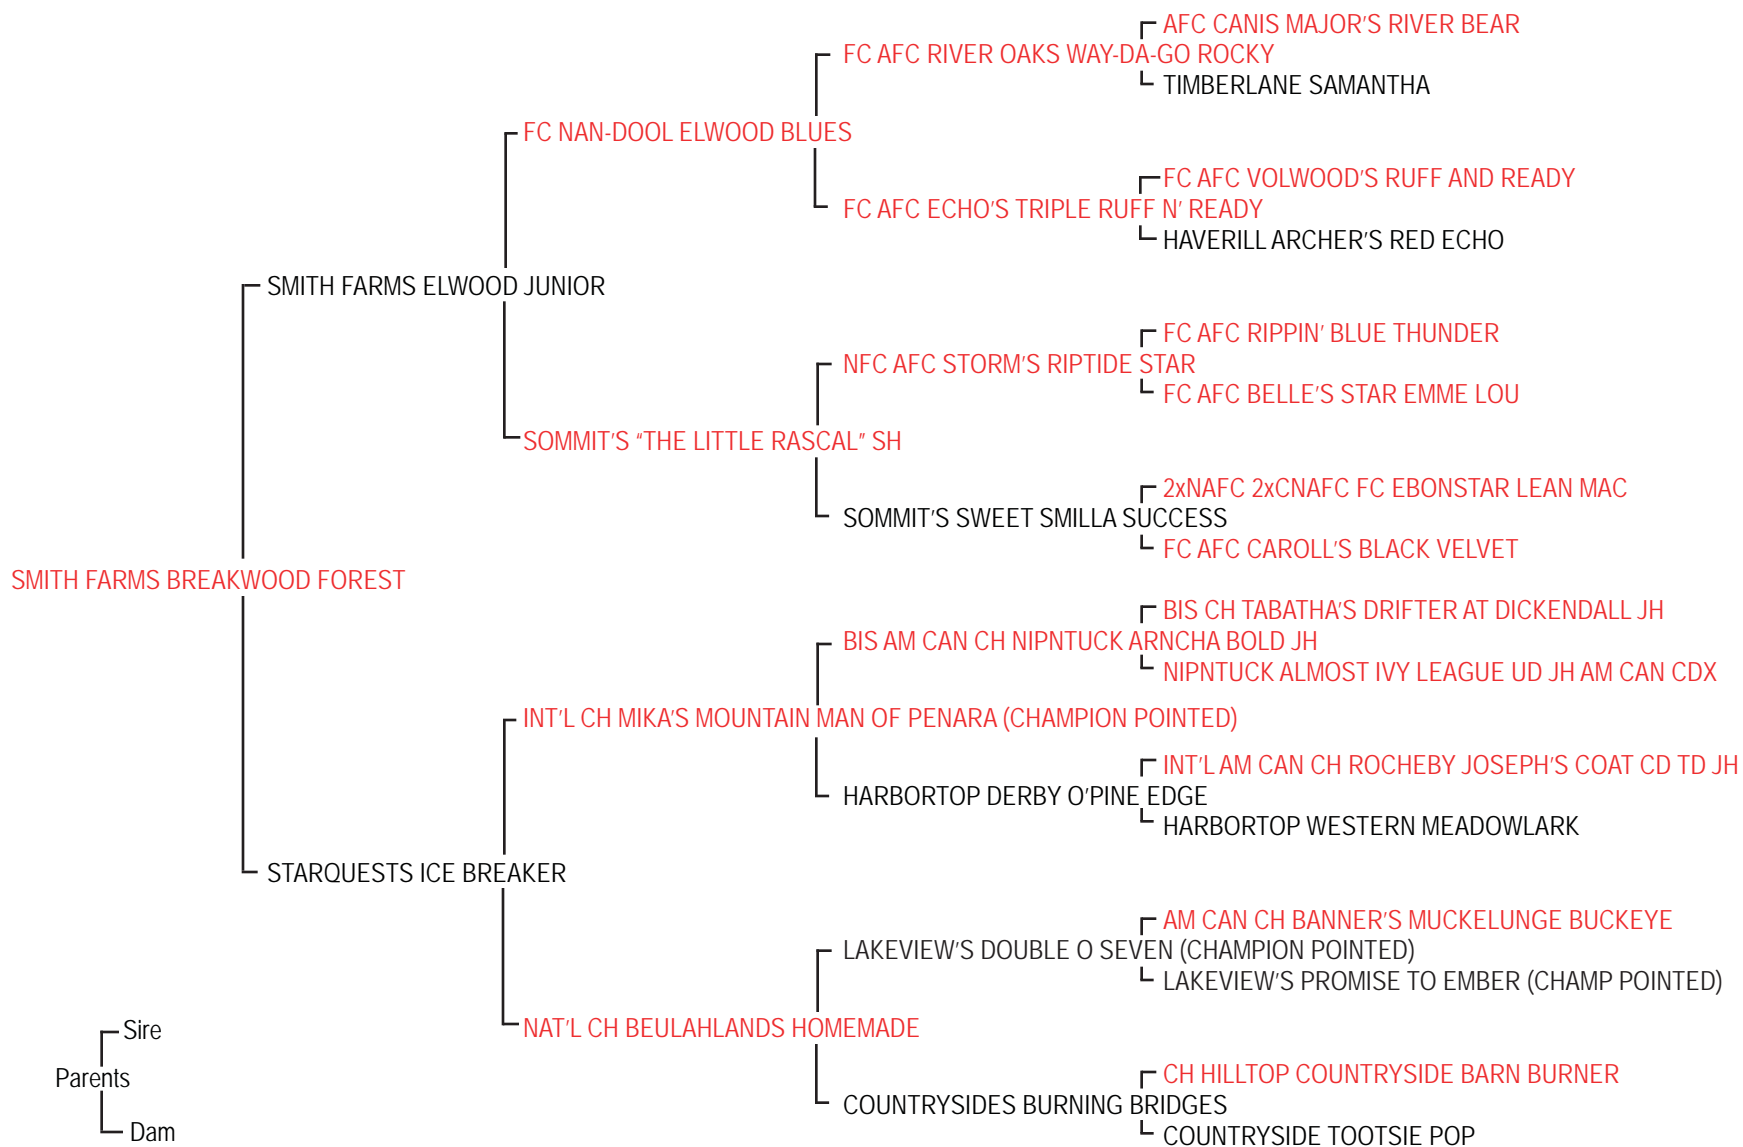 AFC CANIS MAJOR'S RIVER BEAR
FC AFC RIVER OAKS WAY-DA-GO ROCKY
TIMBERLANE SAMANTHA
FC NAN-DOOL ELWOOD BLUES
FC AFC VOLWOOD'S RUFF AND READY
FC AFC ECHO'S TRIPLE RUFF N' READY
HAVERILL ARCHER'S RED ECHO
SMITH FARMS ELWOOD JUNIOR
FC AFC RIPPIN' BLUE THUNDER
NFC AFC STORM'S RIPTIDE STAR
FC AFC BELLE'S STAR EMME LOU
SOMMIT'S “THE LITTLE RASCAL” SH
2xNAFC 2xCNAFC FC EBONSTAR LEAN MAC
SOMMIT'S SWEET SMILLA SUCCESS
FC AFC CAROLL'S BLACK VELVET
SMITH FARMS BREAKWOOD FOREST
BIS CH TABATHA'S DRIFTER AT DICKENDALL JH
BIS AM CAN CH NIPNTUCK ARNCHA BOLD JH
NIPNTUCK ALMOST IVY LEAGUE UD JH AM CAN CDX
INT'L CH MIKA'S MOUNTAIN MAN OF PENARA (CHAMPION POINTED)
INT'L AM CAN CH ROCHEBY JOSEPH'S COAT CD TD JH
HARBORTOP DERBY O'PINE EDGE
HARBORTOP WESTERN MEADOWLARK
STARQUESTS ICE BREAKER
AM CAN CH BANNER'S MUCKELUNGE BUCKEYE
LAKEVIEW'S DOUBLE O SEVEN (CHAMPION POINTED)
LAKEVIEW'S PROMISE TO EMBER (CHAMP POINTED)
NAT'L CH BEULAHLANDS HOMEMADE
CH HILLTOP COUNTRYSIDE BARN BURNER
COUNTRYSIDES BURNING BRIDGES
COUNTRYSIDE TOOTSIE POP
Sire
Parents
Dam